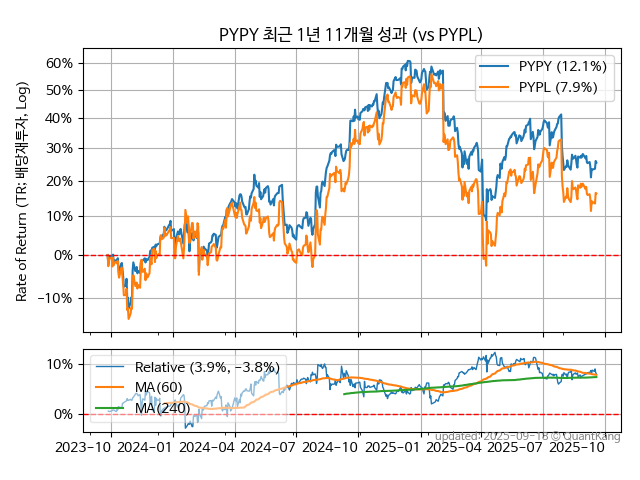 PYPY 최근 1년 11개월 성과 (vs PYPL)
Rate of Return (TR: 배당재투자, Log)
60%
50%
40%
30%
20%
10%
0%
−10%
PYPY (12.1%)
PYPL (7.9%)
10%
0%
Relative (3.9%, −3.8%)
MA(60)
MA(240)
2023-10
2024-01
2024-04
2024-07
2024-10
2025-01
2025-04
2025-07
2025-10
updated: 2025-09-18 © QuantKang